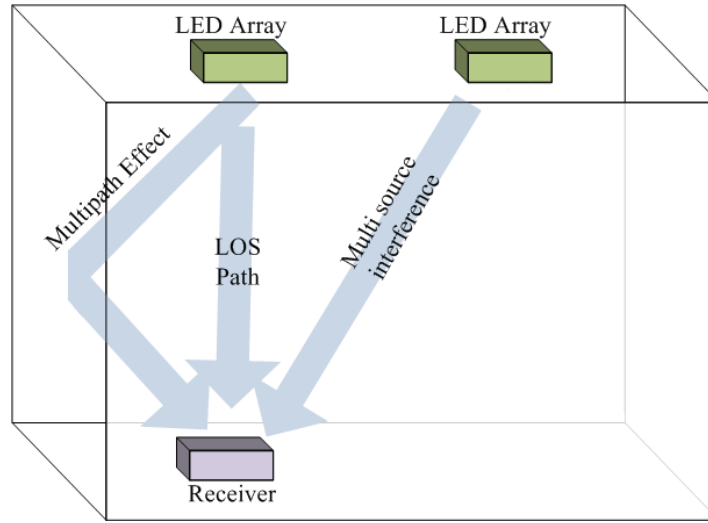 LED Array
LED Array
Multipath Effect
LOS
Path
Multi source
interference
Receiver